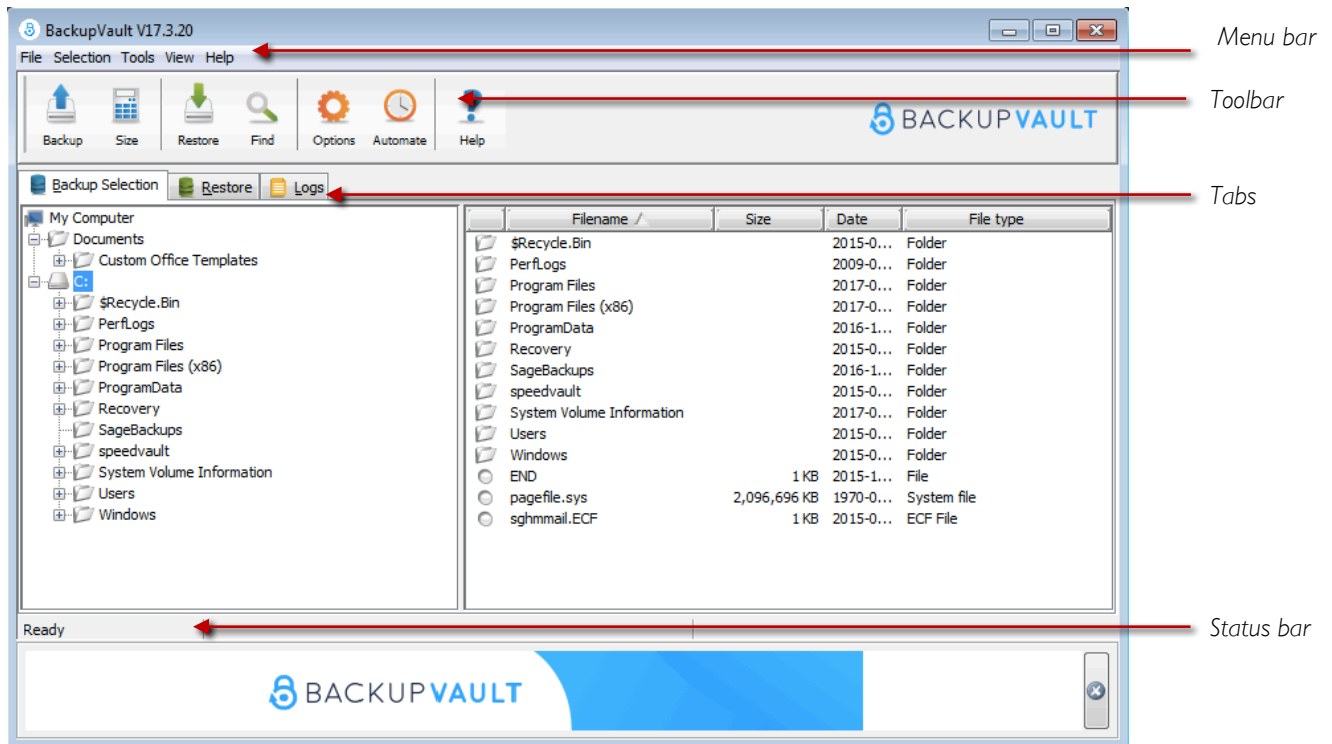 BackupVault V17.3.20
Menu bar
File Selection Tools View Help
Toolbar
Backup Size Restore Find Options Automate Help
BACKUPVAULT
Backup Selection Restore Logs
Tabs
My Computer
Documents
Custom Office Templates
C:
$Recycle.Bin
PerfLogs
Program Files
Program Files (x86)
ProgramData
Recovery
SageBackups
speedvault
System Volume Information
Users
Windows
Filename Size Date File type
$Recycle.Bin 2015-0... Folder
PerfLogs 2009-0... Folder
Program Files 2017-0... Folder
Program Files (x86) 2017-0... Folder
ProgramData 2016-1... Folder
Recovery 2015-0... Folder
SageBackups 2016-1... Folder
speedvault 2015-0... Folder
System Volume Information 2017-0... Folder
Users 2015-0... Folder
Windows 2015-0... Folder
END 1 KB 2015-1... File
pagefile.sys 2,096,696 KB 1970-0... System file
sghmmail.ECF 1 KB 2015-0... ECF File
Ready
Status bar
BACKUPVAULT